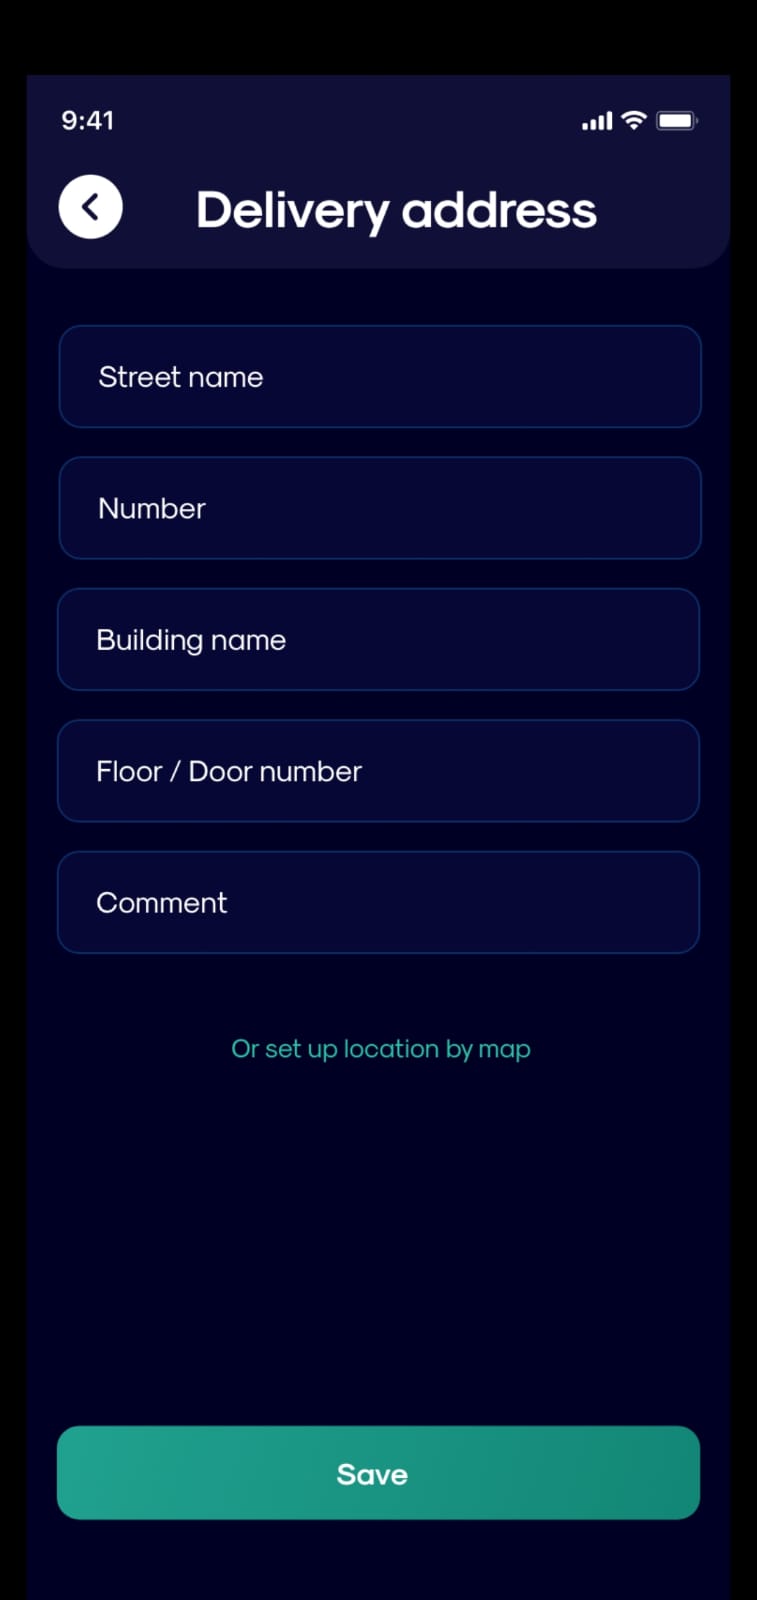 9:41
Delivery address
Street name
Number
Building name
Floor / Door number
Comment
Or set up location by map
Save